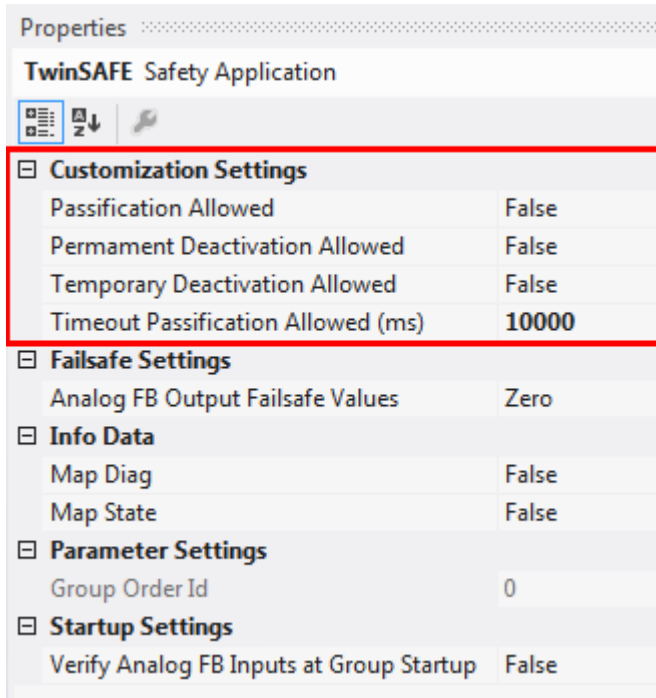 Properties
TwinSAFE Safety Application
Customization Settings
Passification Allowed False
Permament Deactivation Allowed False
Temporary Deactivation Allowed False
Timeout Passification Allowed (ms) 10000
Failsafe Settings
Analog FB Output Failsafe Values Zero
Info Data
Map Diag False
Map State False
Parameter Settings
Group Order Id 0
Startup Settings
Verify Analog FB Inputs at Group Startup False